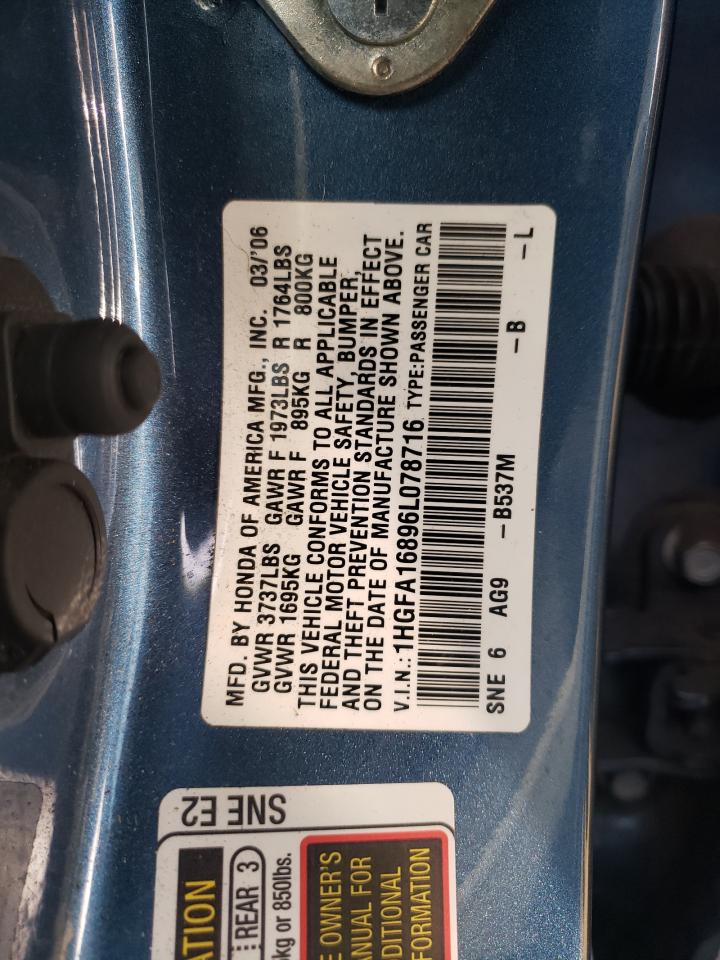 MFD. BY HONDA OF AMERICA MFG., INC. 03/'06
GVWR 3737LBS GAWR F 1973LBS R 1764LBS
GVWR 1695KG GAWR F 895KG R 800KG
THIS VEHICLE CONFORMS TO ALL APPLICABLE
FEDERAL MOTOR VEHICLE SAFETY, BUMPER,
AND THEFT PREVENTION STANDARDS IN EFFECT
ON THE DATE OF MANUFACTURE SHOWN ABOVE.
V.I.N.: 1HGFA16896L078716 TYPE:PASSENGER CAR
SNE 6 AG9 -B537M -B -L
SNE E2
ATION
REAR 3
kg or 850lbs.
E OWNER'S
ANUAL FOR
DITIONAL
FORMATION